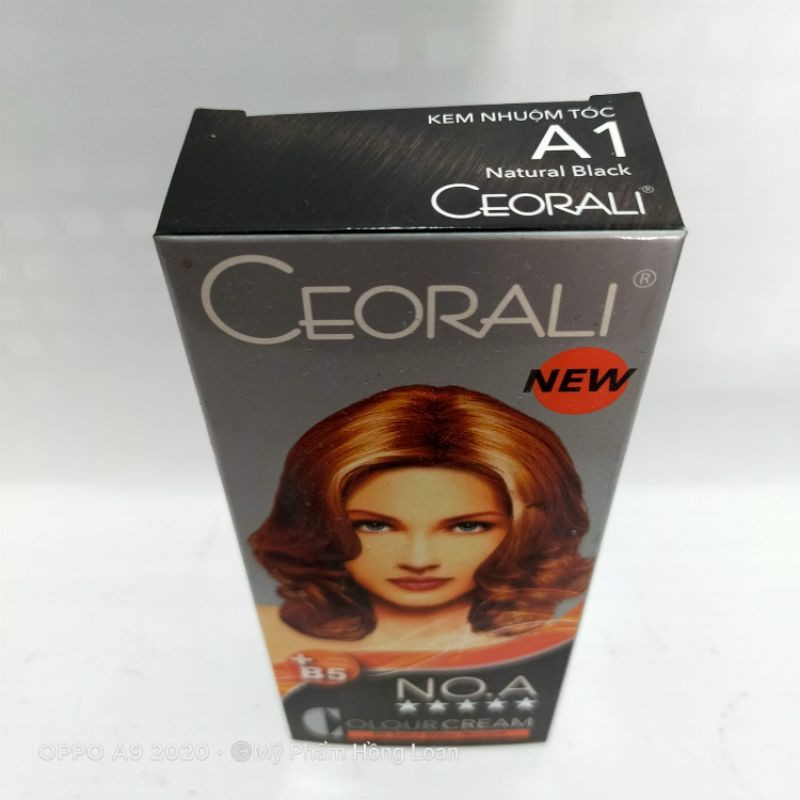 KEM NHUỘM TÓC
A1
Natural Black
CEORALI®
CEORALI®
NEW
+
B5
NO.A
★★★★★
COLOUR CREAM
OPPO A9 2020 · ©Mỹ Phẩm Hồng Loan